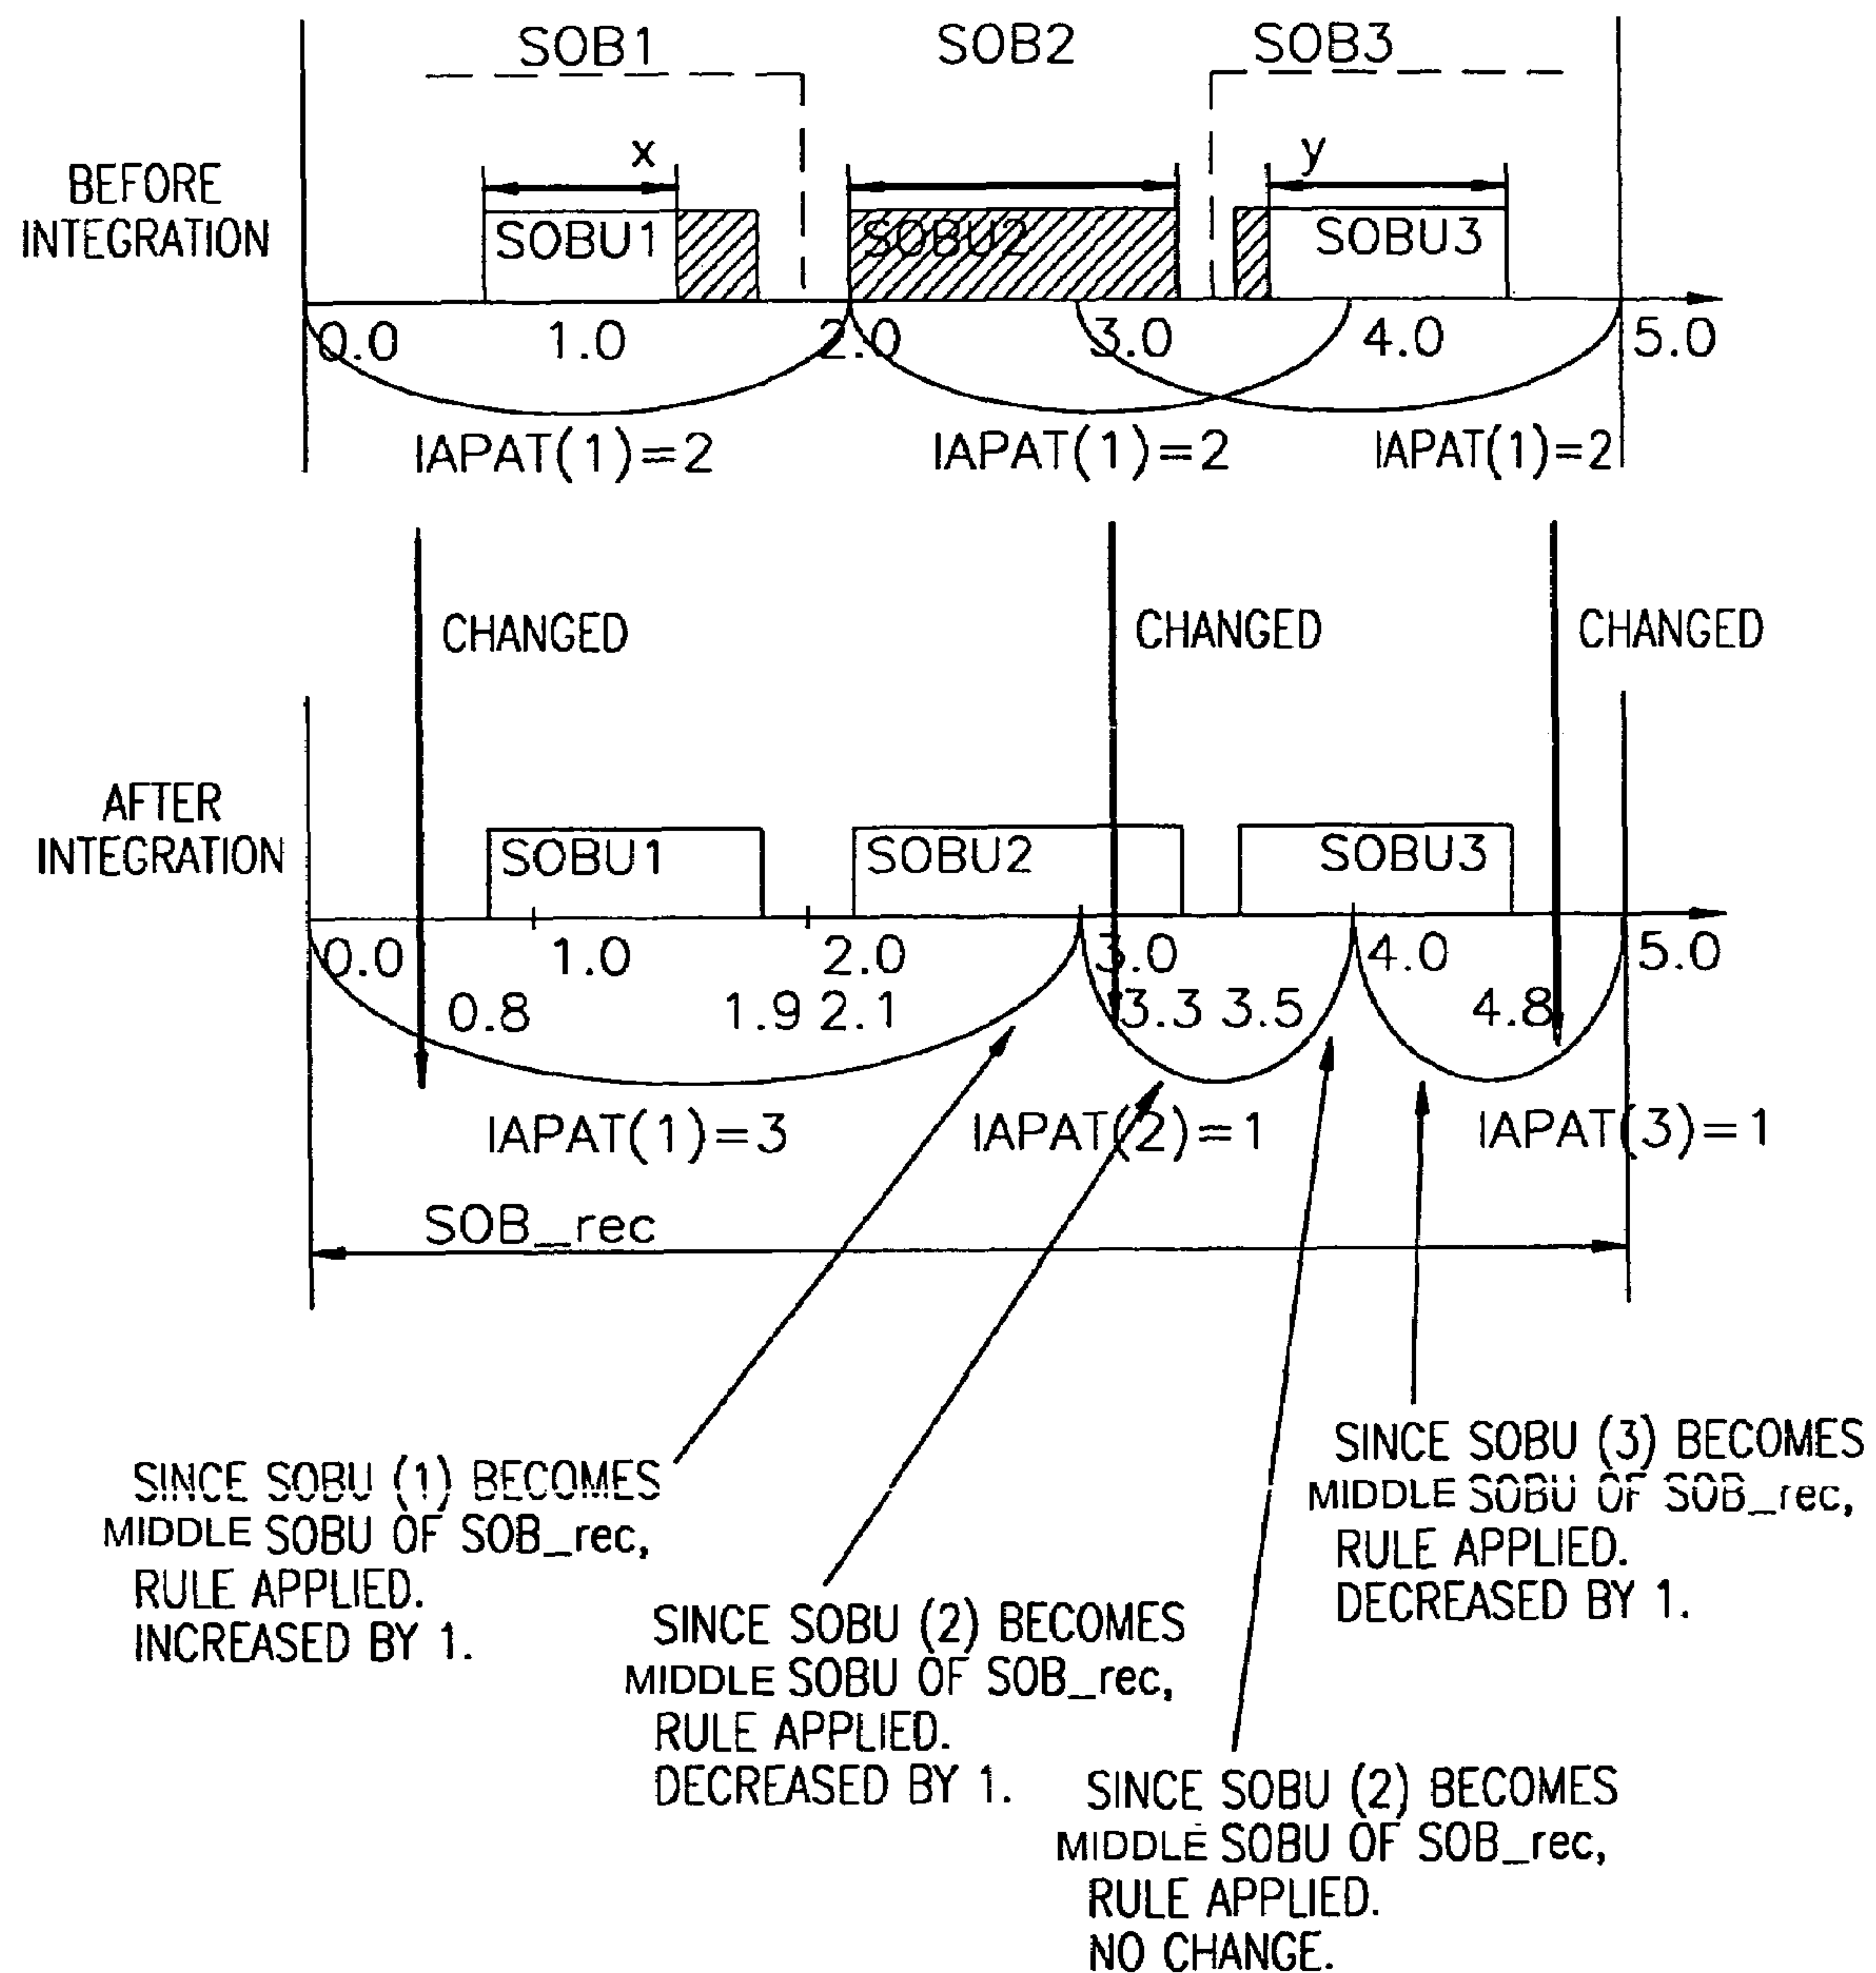 SOB1 SOB2 SOB3
x y
BEFORE
INTEGRATION
SOBU1 SOBU2 SOBU3
0.0 1.0 2.0 3.0 4.0 5.0
IAPAT(1)=2 IAPAT(1)=2 IAPAT(1)=2
CHANGED CHANGED CHANGED
AFTER
INTEGRATION
SOBU1 SOBU2 SOBU3
0.0 1.0 2.0 3.0 4.0 5.0
0.8 1.9 2.1 3.3 3.5 4.8
IAPAT(1)=3 IAPAT(2)=1 IAPAT(3)=1
SOB_rec
SINCE SOBU (1) BECOMES
MIDDLE SOBU OF SOB_rec,
RULE APPLIED.
INCREASED BY 1.
SINCE SOBU (2) BECOMES
MIDDLE SOBU OF SOB_rec,
RULE APPLIED.
DECREASED BY 1.
SINCE SOBU (2) BECOMES
MIDDLE SOBU OF SOB_rec,
RULE APPLIED.
NO CHANGE.
SINCE SOBU (3) BECOMES
MIDDLE SOBU OF SOB_rec,
RULE APPLIED.
DECREASED BY 1.